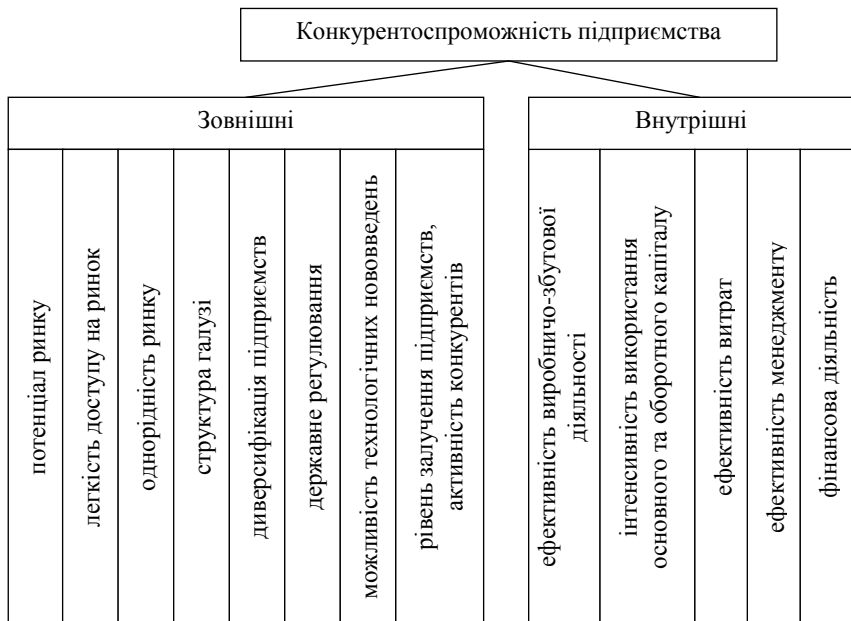 Конкурентоспроможність підприємства
Зовнішні
Внутрішні
потенціал ринку
легкість доступу на ринок
однорідність ринку
структура галузі
диверсифікація підприємств
державне регулювання
можливість технологічних нововведень
рівень залучення підприємств,
активність конкурентів
ефективність виробничо-збутової
діяльності
інтенсивність використання
основного та оборотного капіталу
ефективність витрат
ефективність менеджменту
фінансова діяльність